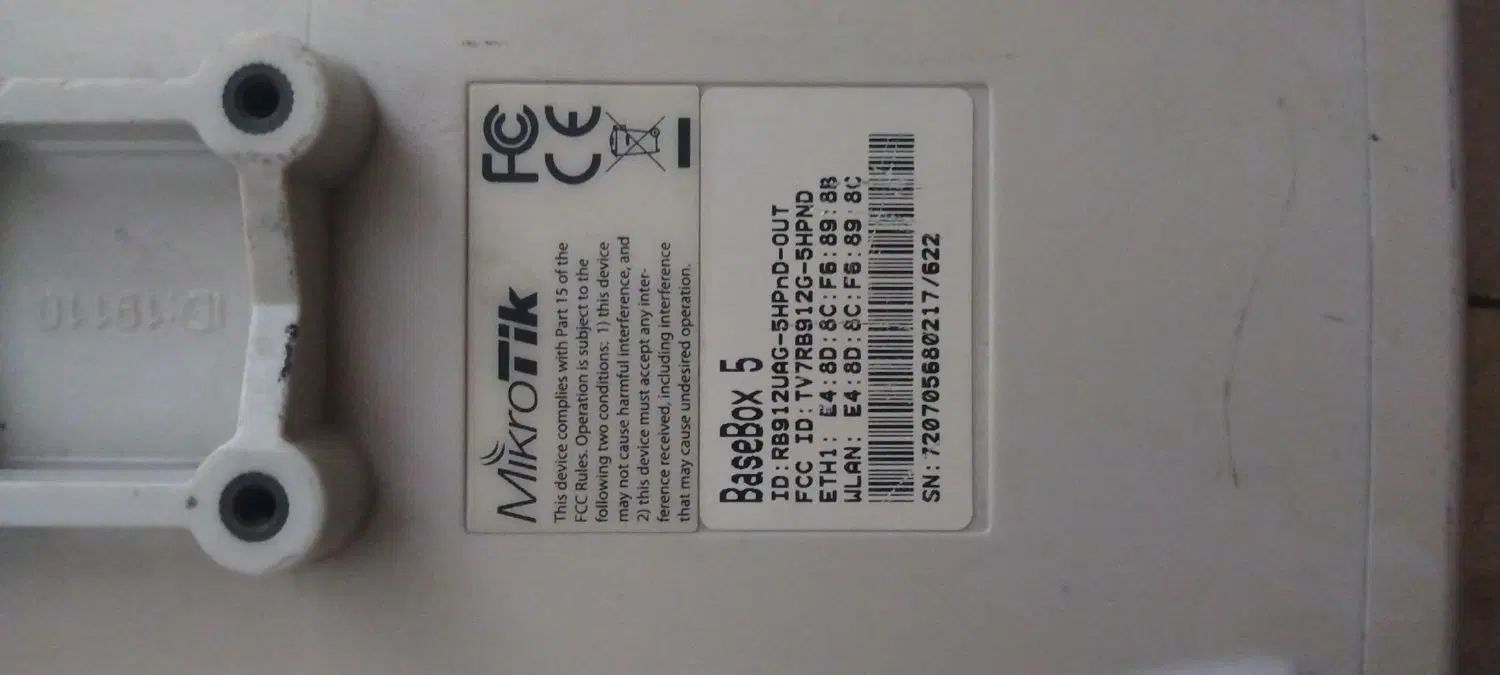 MikroTik
This device complies with Part 15 of the
FCC Rules. Operation is subject to the
following two conditions: 1) this device
may not cause harmful interference, and
2) this device must accept any inter-
ference received, including interference
that may cause undesired operation.
FC
CE
BaseBox 5
ID:RB912UAG-5HPnD-OUT
FCC ID:TV7RB912G-5HPND
ETH1: E4:8D:8C:F6:89:8B
WLAN: E4:8D:8C:F6:89:8C
SN:720705680217/622
ID:19110